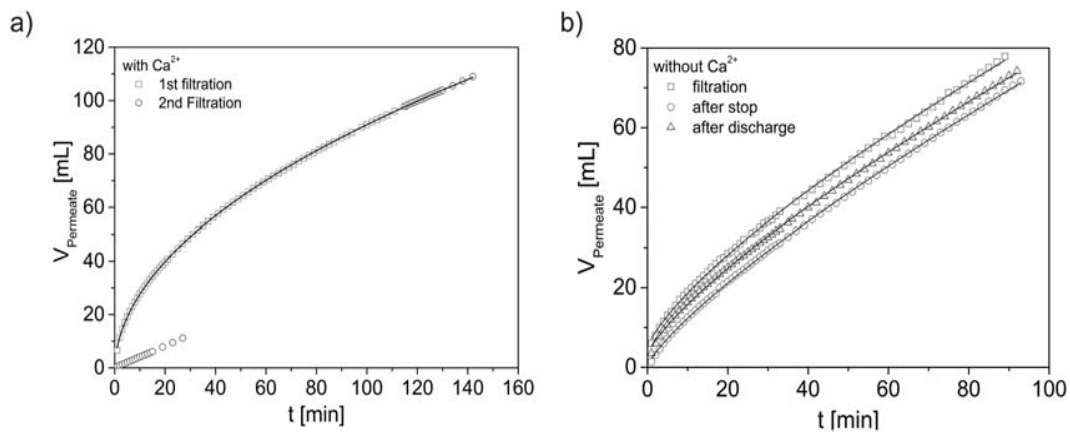 a)
with Ca²⁺
1st filtration
2nd Filtration
V_Permeate [mL]
120
100
80
60
40
20
0
0 20 40 60 80 100 120 140 160
t [min]
b)
without Ca²⁺
filtration
after stop
after discharge
V_Permeate [mL]
80
60
40
20
0
0 20 40 60 80 100
t [min]